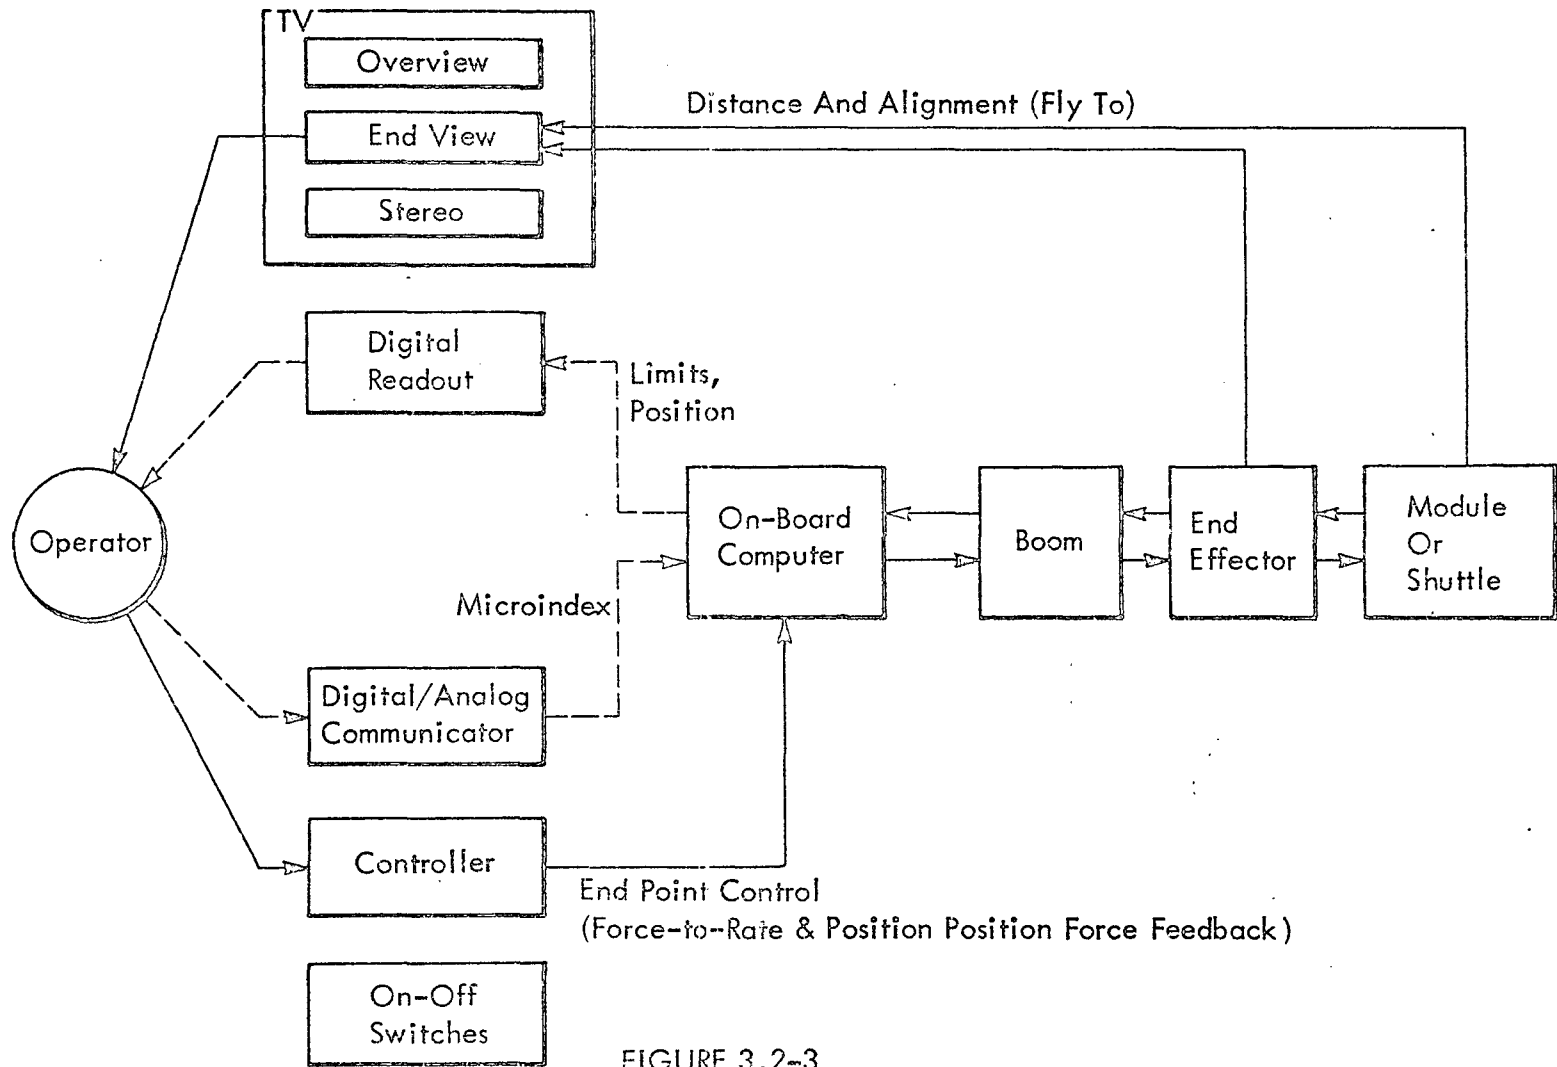 TV
Overview
End View
Stereo
Distance And Alignment (Fly To)
Digital
Readout
Limits,
Position
Operator
On-Board
Computer
Boom
End
Effector
Module
Or
Shuttle
Microindex
Digital/Analog
Communicator
Controller
End Point Control
(Force-to-Rate & Position Position Force Feedback)
On-Off
Switches
FIGURE 3.2-3